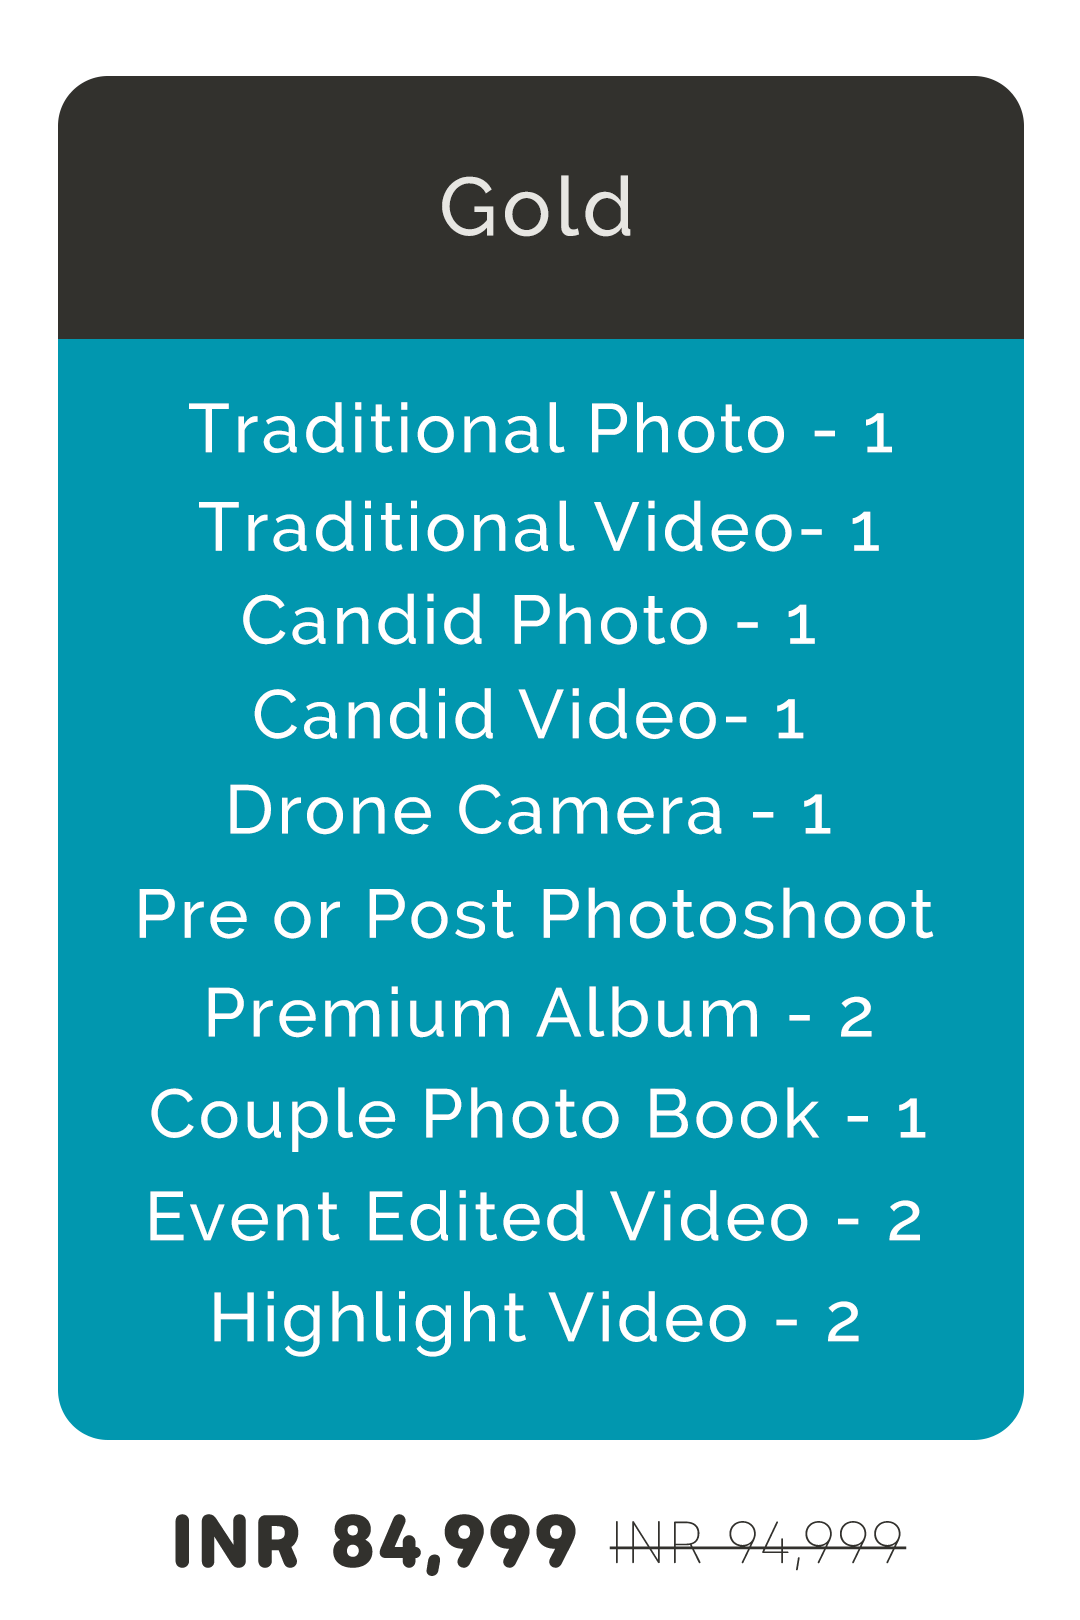 Gold
Traditional Photo - 1
Traditional Video- 1
Candid Photo - 1
Candid Video- 1
Drone Camera - 1
Pre or Post Photoshoot
Premium Album - 2
Couple Photo Book - 1
Event Edited Video - 2
Highlight Video - 2
INR 84,999 INR 94,999